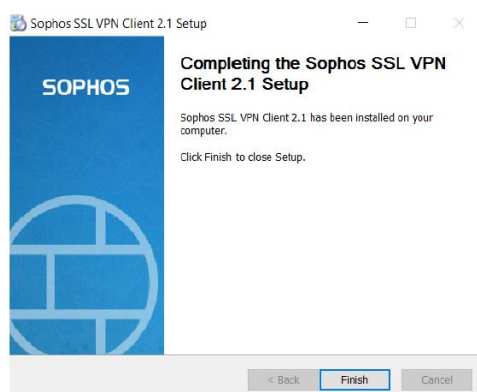 Sophos SSL VPN Client 2.1 Setup
SOPHOS
Completing the Sophos SSL VPN
Client 2.1 Setup
Sophos SSL VPN Client 2.1 has been installed on your
computer.
Click Finish to close Setup.
< Back
Finish
Cancel